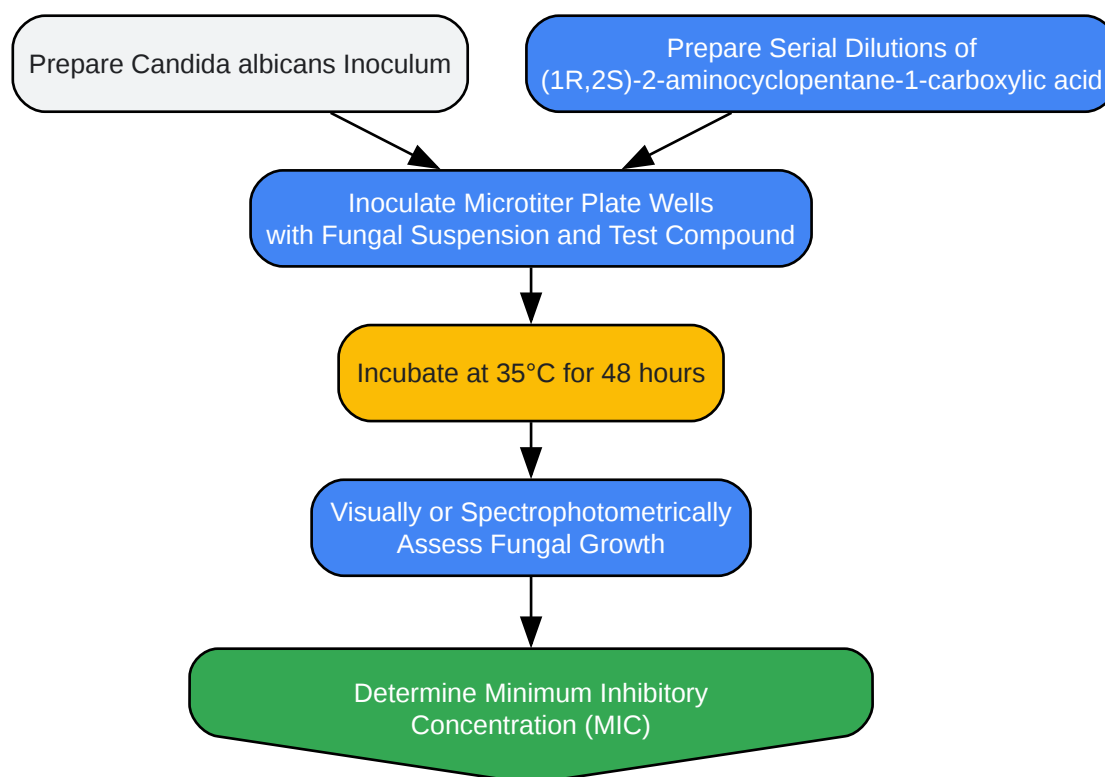 Prepare Candida albicans Inoculum
Prepare Serial Dilutions of
(1R,2S)-2-aminocyclopentane-1-carboxylic acid
Inoculate Microtiter Plate Wells
with Fungal Suspension and Test Compound
Incubate at 35°C for 48 hours
Visually or Spectrophotometrically
Assess Fungal Growth
Determine Minimum Inhibitory
Concentration (MIC)